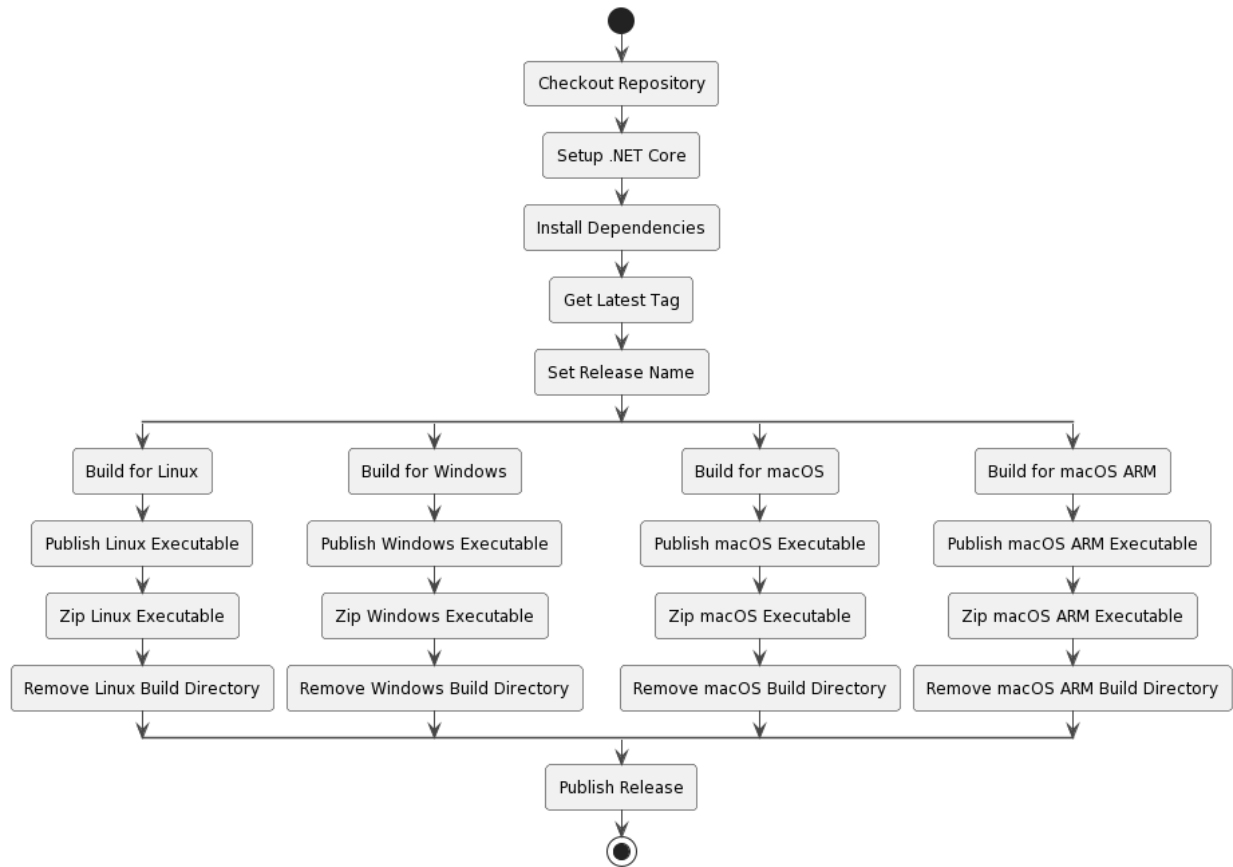 Checkout Repository
Setup .NET Core
Install Dependencies
Get Latest Tag
Set Release Name
Build for Linux
Publish Linux Executable
Zip Linux Executable
Remove Linux Build Directory
Build for Windows
Publish Windows Executable
Zip Windows Executable
Remove Windows Build Directory
Build for macOS
Publish macOS Executable
Zip macOS Executable
Remove macOS Build Directory
Build for macOS ARM
Publish macOS ARM Executable
Zip macOS ARM Executable
Remove macOS ARM Build Directory
Publish Release